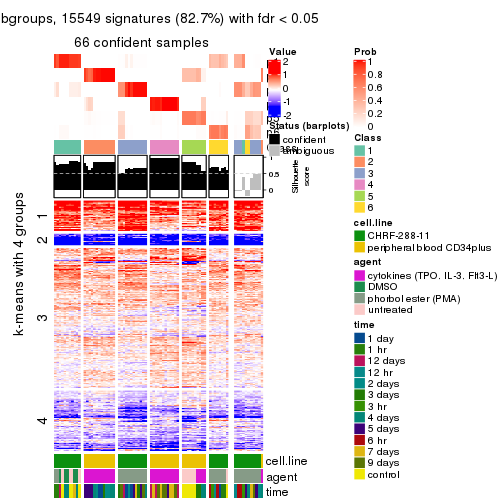 bgroups, 15549 signatures (82.7%) with fdr < 0.05
66 confident samples
Value
2
1
0
-1
-2
Status (barplots)
confident
ambiguous
1
0.5
0
Silhouette
score
Prob
1
0.8
0.6
0.4
0.2
0
Class
1
2
3
4
5
6
cell.line
CHRF-288-11
peripheral blood CD34plus
agent
cytokines (TPO. IL-3. Flt3-L)
DMSO
phorbol ester (PMA)
untreated
time
1 day
1 hr
12 days
12 hr
2 days
3 days
3 hr
4 days
5 days
6 hr
7 days
9 days
control
k-means with 4 groups
1
2
3
4
cell.line
agent
time